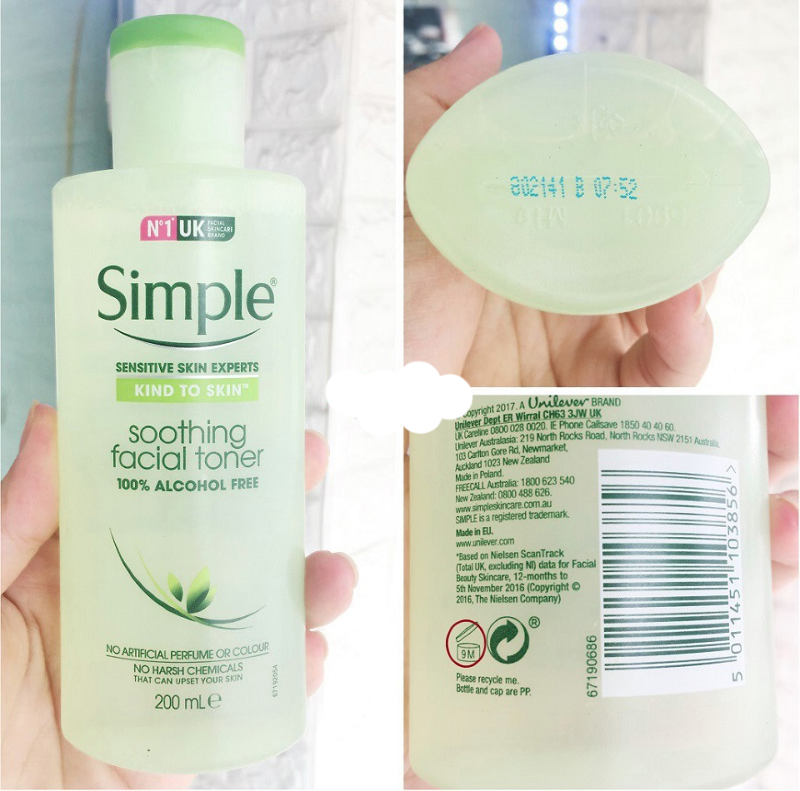 N°1 UK FACIAL SKINCARE BRAND
Simple®
SENSITIVE SKIN EXPERTS
KIND TO SKIN™
soothing
facial toner
100% ALCOHOL FREE
NO ARTIFICIAL PERFUME OR COLOUR
NO HARSH CHEMICALS
THAT CAN UPSET YOUR SKIN
200 mL℮
67192054
802141 B 07:52
Copyright 2017. A Unilever BRAND
Unilever Dept ER Wirral CH63 3JW UK
UK Careline 0800 028 0020. IE Phone Callsave 1850 40 40 60.
Unilever Australasia: 219 North Rocks Road, North Rocks NSW 2151 Australia,
103 Carlton Gore Rd, Newmarket,
Auckland 1023 New Zealand
Made in Poland.
FREECALL Australia: 1800 623 540
New Zealand: 0800 488 626.
www.simpleskincare.com.au
SIMPLE is a registered trademark.
Made in EU.
www.unilever.com
*Based on Nielsen ScanTrack
(Total UK, excluding NI) data for Facial
Beauty Skincare, 12-months to
5th November 2016 (Copyright ©
2016, The Nielsen Company)
9M
®
Please recycle me.
Bottle and cap are PP.
67190686
5 011451 103856 >